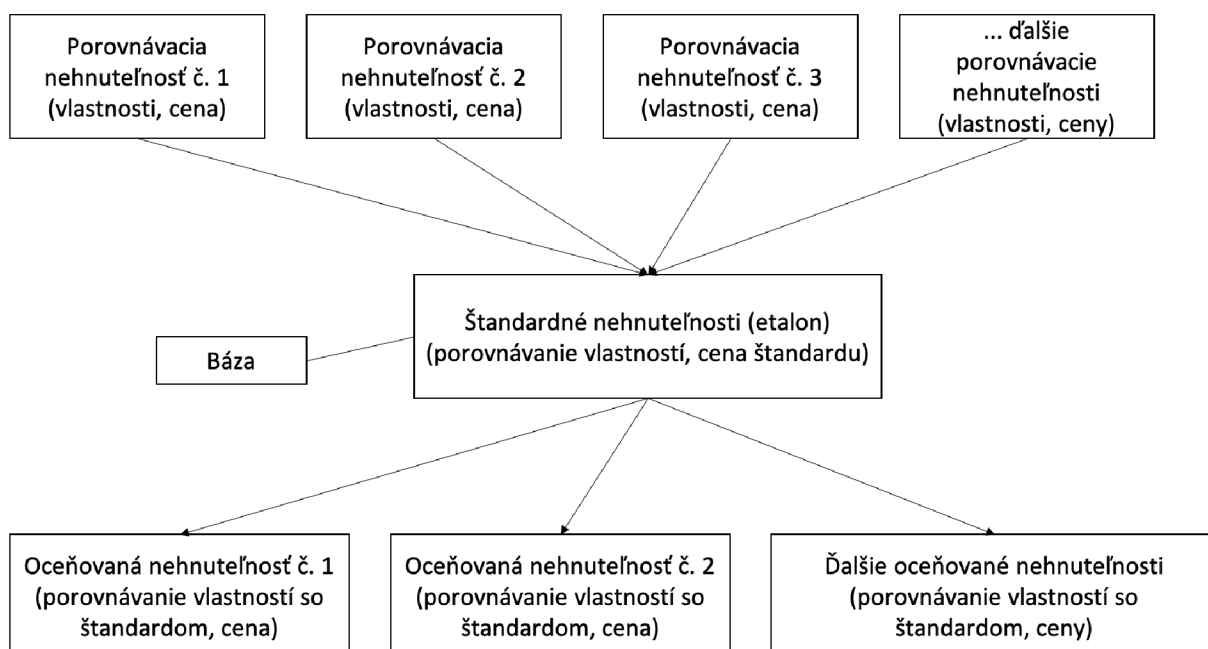 Porovnávacia
nehnuteľnosť č. 1
(vlastnosti, cena)
Porovnávacia
nehnuteľnosť č. 2
(vlastnosti, cena)
Porovnávacia
nehnuteľnosť č. 3
(vlastnosti, cena)
... ďalšie
porovnávacie
nehnuteľnosti
(vlastnosti, ceny)
Štandardné nehnuteľnosti (etalon)
(porovnávanie vlastností, cena štandardu)
Báza
Oceňovaná nehnuteľnosť č. 1
(porovnávanie vlastností so
štandardom, cena)
Oceňovaná nehnuteľnosť č. 2
(porovnávanie vlastností so
štandardom, cena)
Ďalšie oceňované nehnuteľnosti
(porovnávanie vlastností so
štandardom, ceny)